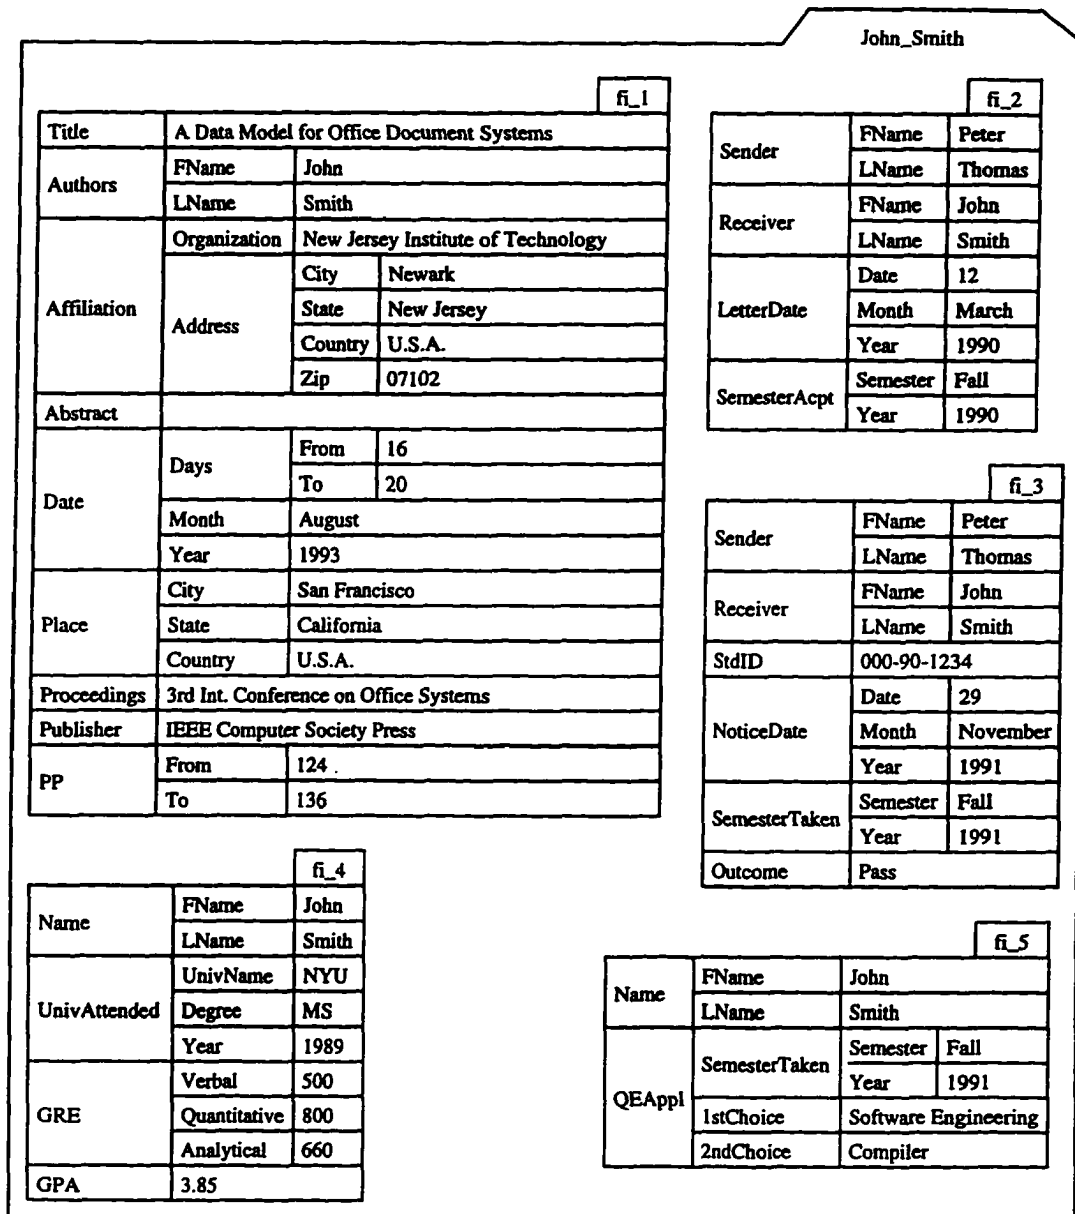 John_Smith
fi_1
Title A Data Model for Office Document Systems
Authors FName John
LName Smith
Affiliation Organization New Jersey Institute of Technology
Address City Newark
State New Jersey
Country U.S.A.
Zip 07102
Abstract
Date Days From 16
To 20
Month August
Year 1993
Place City San Francisco
State California
Country U.S.A.
Proceedings 3rd Int. Conference on Office Systems
Publisher IEEE Computer Society Press
PP From 124
To 136
fi_2
Sender FName Peter
LName Thomas
Receiver FName John
LName Smith
LetterDate Date 12
Month March
Year 1990
SemesterAcpt Semester Fall
Year 1990
fi_3
Sender FName Peter
LName Thomas
Receiver FName John
LName Smith
StdID 000-90-1234
NoticeDate Date 29
Month November
Year 1991
SemesterTaken Semester Fall
Year 1991
Outcome Pass
fi_4
Name FName John
LName Smith
UnivAttended UnivName NYU
Degree MS
Year 1989
GRE Verbal 500
Quantitative 800
Analytical 660
GPA 3.85
fi_5
Name FName John
LName Smith
QEAppl SemesterTaken Semester Fall
Year 1991
1stChoice Software Engineering
2ndChoice Compiler